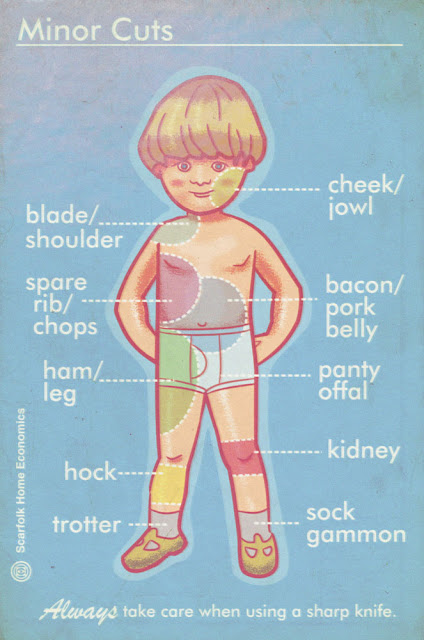 Minor Cuts
cheek/
jowl
blade/
shoulder
spare
rib/
chops
bacon/
pork
belly
ham/
leg
panty
offal
kidney
hock
trotter
sock
gammon
Scarfolk Home Economics
Always take care when using a sharp knife.